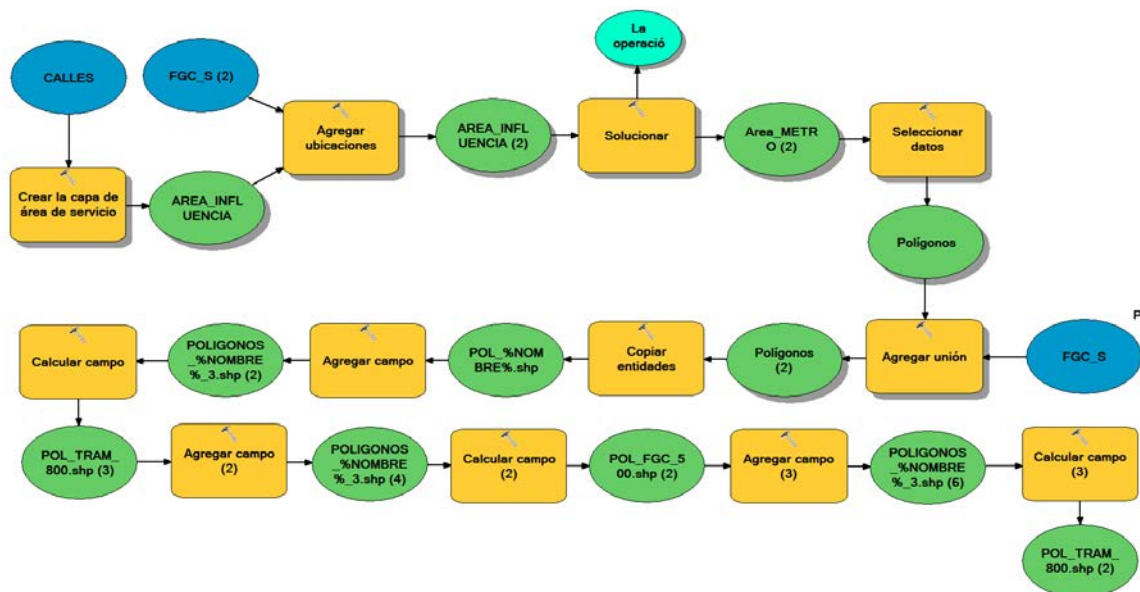 La
operació
CALLES
FGC_S (2)
Agregar
ubicaciones
AREA_INFL
UENCIA (2)
Solucionar
Area_METR
O (2)
Seleccionar
datos
Crear la capa de
área de servicio
AREA_INFL
UENCIA
Polígonos
P
Calcular campo
POLIGONOS
_%NOMBRE
%_3.shp (2)
Agregar campo
POL_%NOM
BRE%.shp
Copiar
entidades
Polígonos
(2)
Agregar unión
FGC_S
POL_TRAM_
800.shp (3)
Agregar campo
(2)
POLIGONOS
_%NOMBRE
%_3.shp (4)
Calcular campo
(2)
POL_FGC_5
00.shp (2)
Agregar campo
(3)
POLIGONOS
_%NOMBRE
%_3.shp (6)
Calcular campo
(3)
POL_TRAM_
800.shp (2)